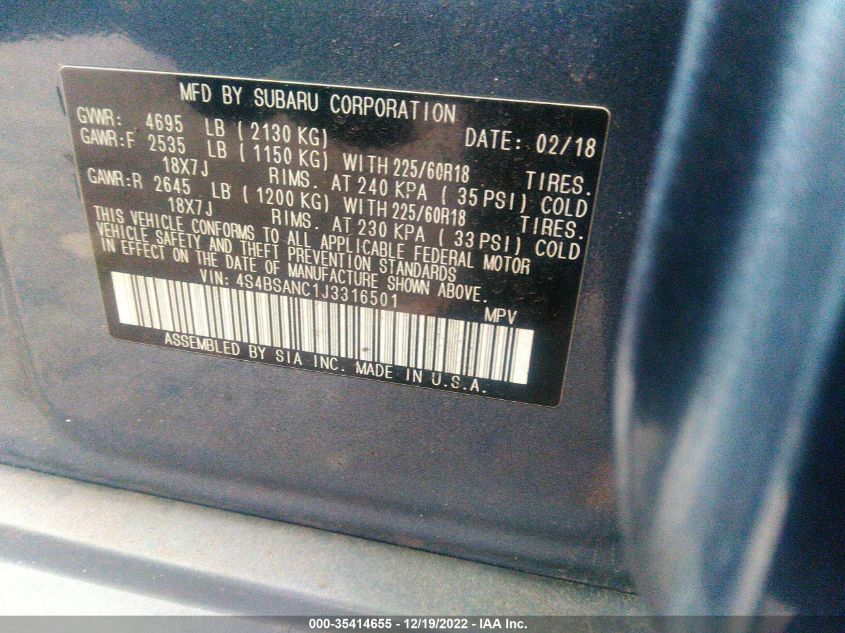 MFD BY SUBARU CORPORATION
GVWR: 4695 LB ( 2130 KG) DATE: 02/18
GAWR:F 2535 LB ( 1150 KG) WITH 225/60R18 TIRES.
18X7J RIMS. AT 240 KPA ( 35 PSI) COLD
GAWR:R 2645 LB ( 1200 KG) WITH 225/60R18 TIRES.
18X7J RIMS. AT 230 KPA ( 33 PSI) COLD
THIS VEHICLE CONFORMS TO ALL APPLICABLE FEDERAL MOTOR
VEHICLE SAFETY AND THEFT PREVENTION STANDARDS
IN EFFECT ON THE DATE OF MANUFACTURE SHOWN ABOVE.
VIN: 4S4BSANC1J3316501 MPV
ASSEMBLED BY SIA INC. MADE IN U.S.A.
000-35414655 - 12/19/2022 - IAA Inc.